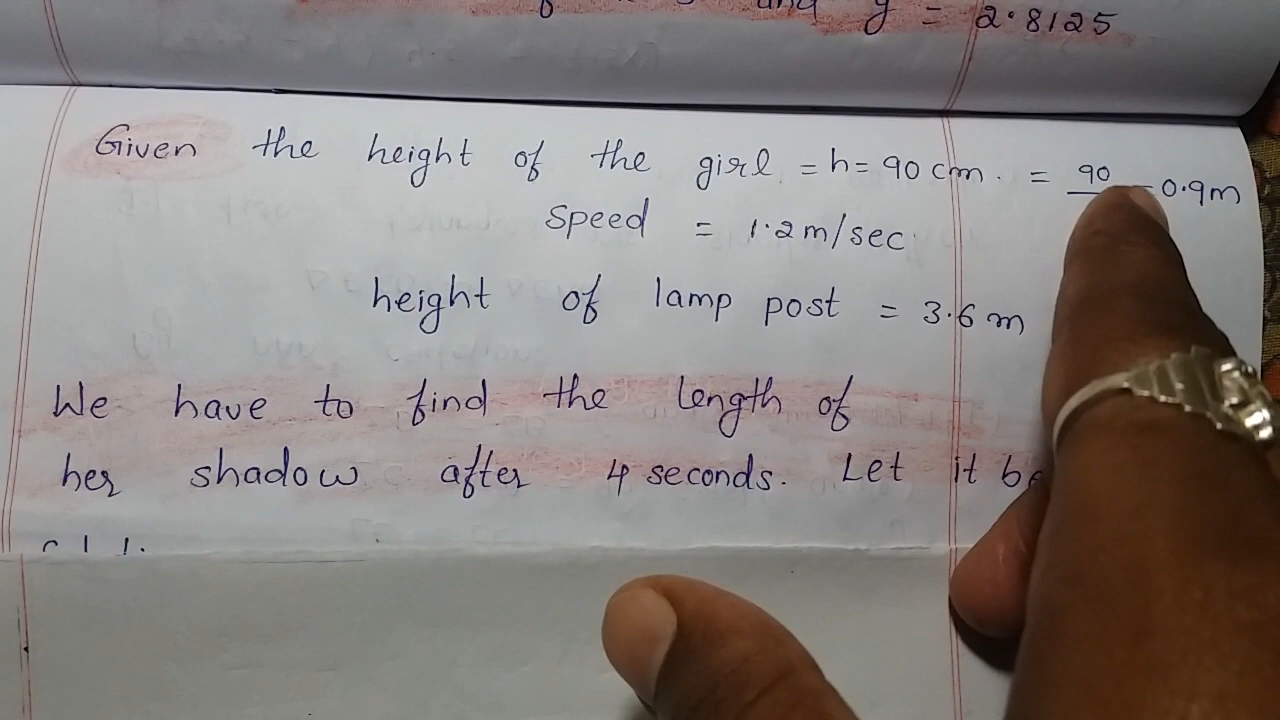 and y = 2.8125
Given the height of the girl = h = 90 cm. = 90 = 0.9m
speed = 1.2m/sec
height of lamp post = 3.6 m
We have to find the length of
her shadow after 4 seconds. Let it be